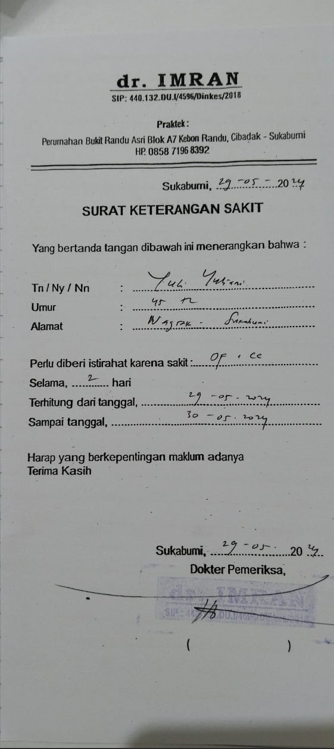 dr. IMRAN
SIP: 440.132.DU.I/4596/Dinkes/2018
Praktek :
Perumahan Bukit Randu Asri Blok A7 Kebon Randu, Cibadak - Sukabumi
HP. 0858 7196 8392
Sukabumi, 29-05-2024
SURAT KETERANGAN SAKIT
Yang bertanda tangan dibawah ini menerangkan bahwa :
Tn / Ny / Nn : Yuli Yuliani
Umur : 45 th
Alamat : Nagrak - Sukabumi
Perlu diberi istirahat karena sakit : OF + CC
Selama, 2 hari
Terhitung dari tanggal, 29-05-2024
Sampai tanggal, 30-05-2024
Harap yang berkepentingan maklum adanya
Terima Kasih
Sukabumi, 29-05-2024
Dokter Pemeriksa,
( )